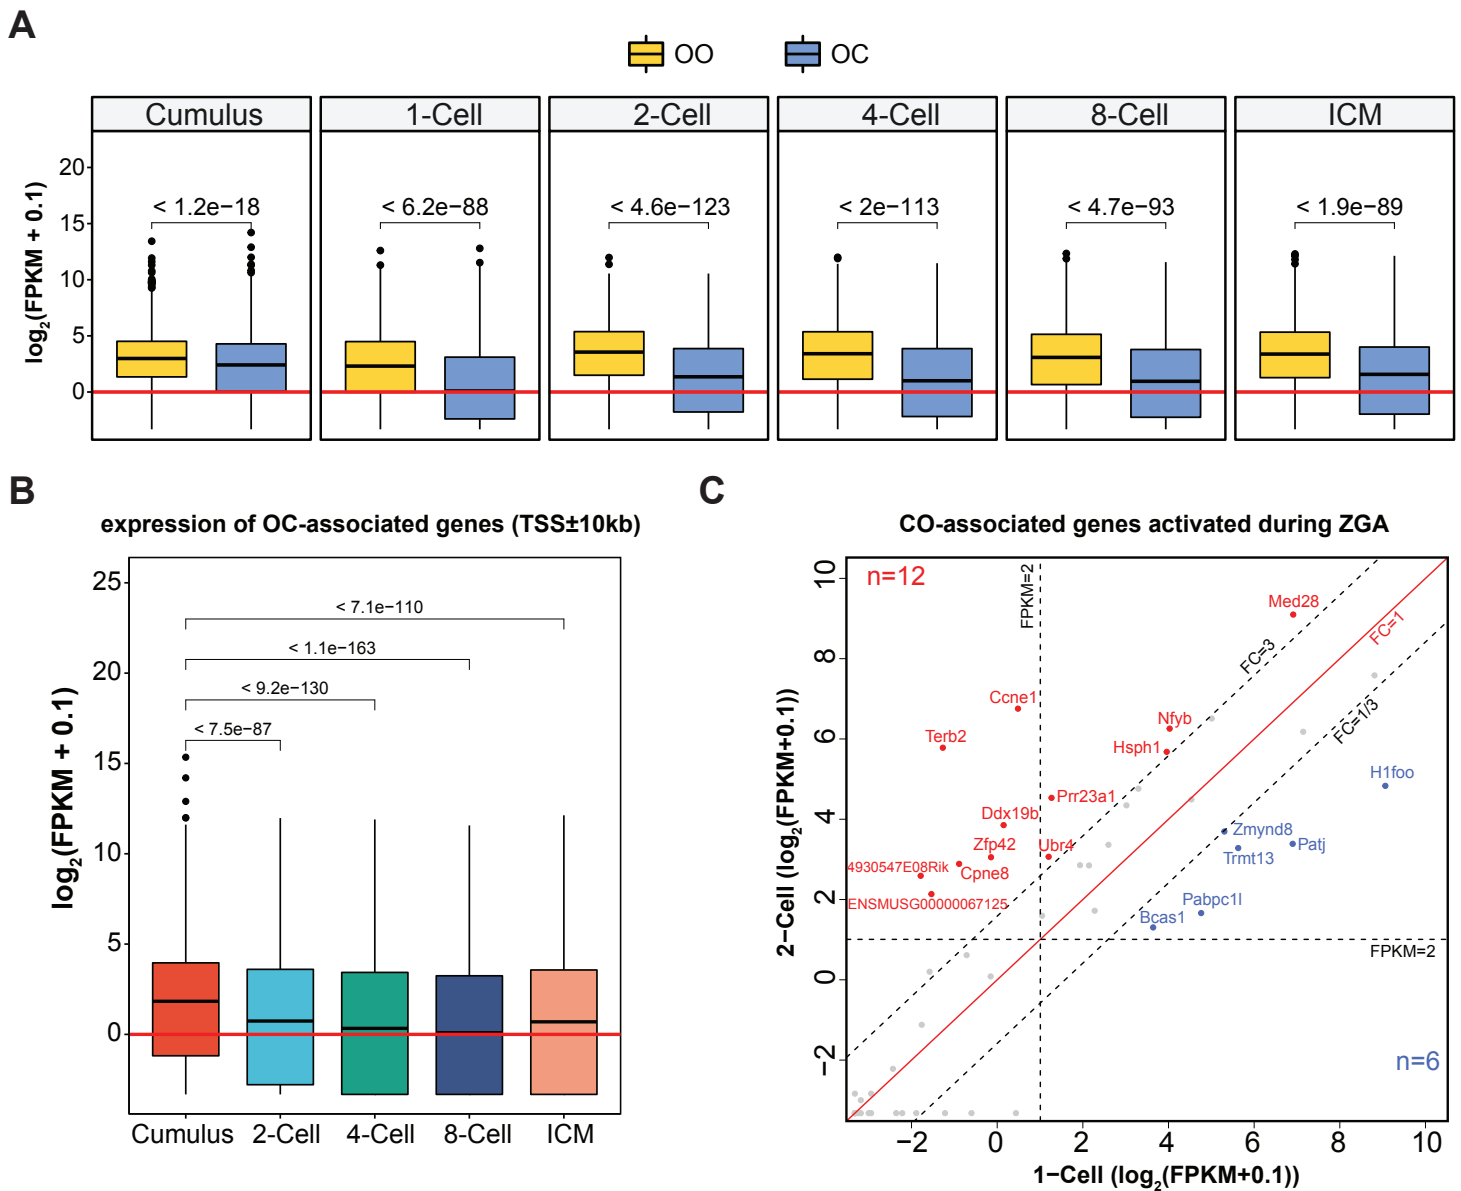 A
OO OC
Cumulus 1-Cell 2-Cell 4-Cell 8-Cell ICM
log2(FPKM + 0.1)
20
15
10
5
0
< 1.2e−18 < 6.2e−88 < 4.6e−123 < 2e−113 < 4.7e−93 < 1.9e−89
B
expression of OC-associated genes (TSS±10kb)
log2(FPKM + 0.1)
25
20
15
10
5
0
< 7.1e−110
< 1.1e−163
< 9.2e−130
< 7.5e−87
Cumulus 2-Cell 4-Cell 8-Cell ICM
C
CO-associated genes activated during ZGA
2−Cell (log2(FPKM+0.1))
10
8
6
4
2
0
−2
n=12
FPKM=2
Med28
FC=1
FC=3
Ccne1
Nfyb
FC=1/3
Terb2
Hsph1
H1foo
Prr23a1
Ddx19b
Zmynd8
Zfp42
Ubr4
Patj
Trmt13
4930547E08Rik
Cpne8
ENSMUSG00000067125
Pabpc1l
Bcas1
FPKM=2
n=6
−2 0 2 4 6 8 10
1−Cell (log2(FPKM+0.1))